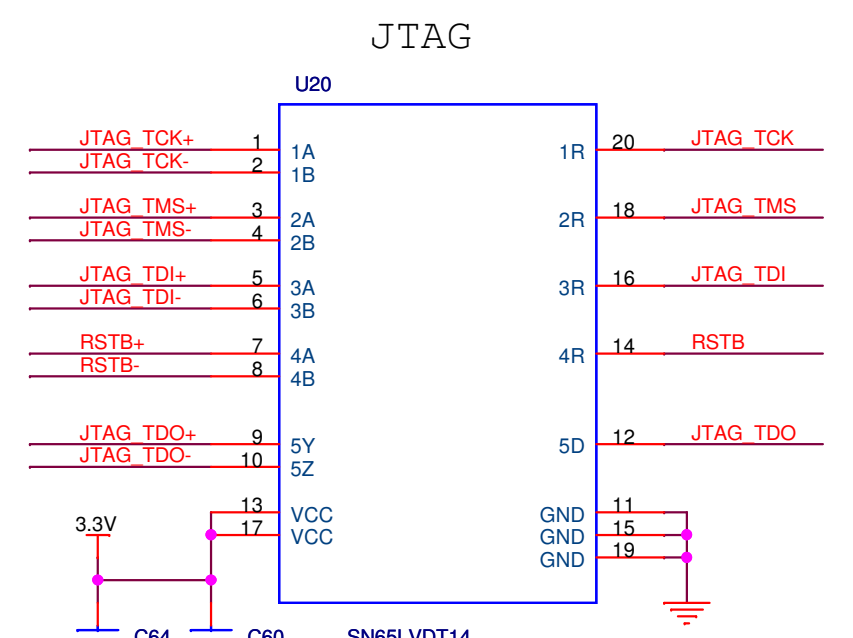 JTAG
U20
JTAG_TCK+ 1 1A 1R 20 JTAG_TCK
JTAG_TCK- 2 1B
JTAG_TMS+ 3 2A 2R 18 JTAG_TMS
JTAG_TMS- 4 2B
JTAG_TDI+ 5 3A 3R 16 JTAG_TDI
JTAG_TDI- 6 3B
RSTB+ 7 4A 4R 14 RSTB
RSTB- 8 4B
JTAG_TDO+ 9 5Y 5D 12 JTAG_TDO
JTAG_TDO- 10 5Z
13 VCC GND 11
3.3V 17 VCC GND 15
GND 19
C64 C60 SN65LVDT14